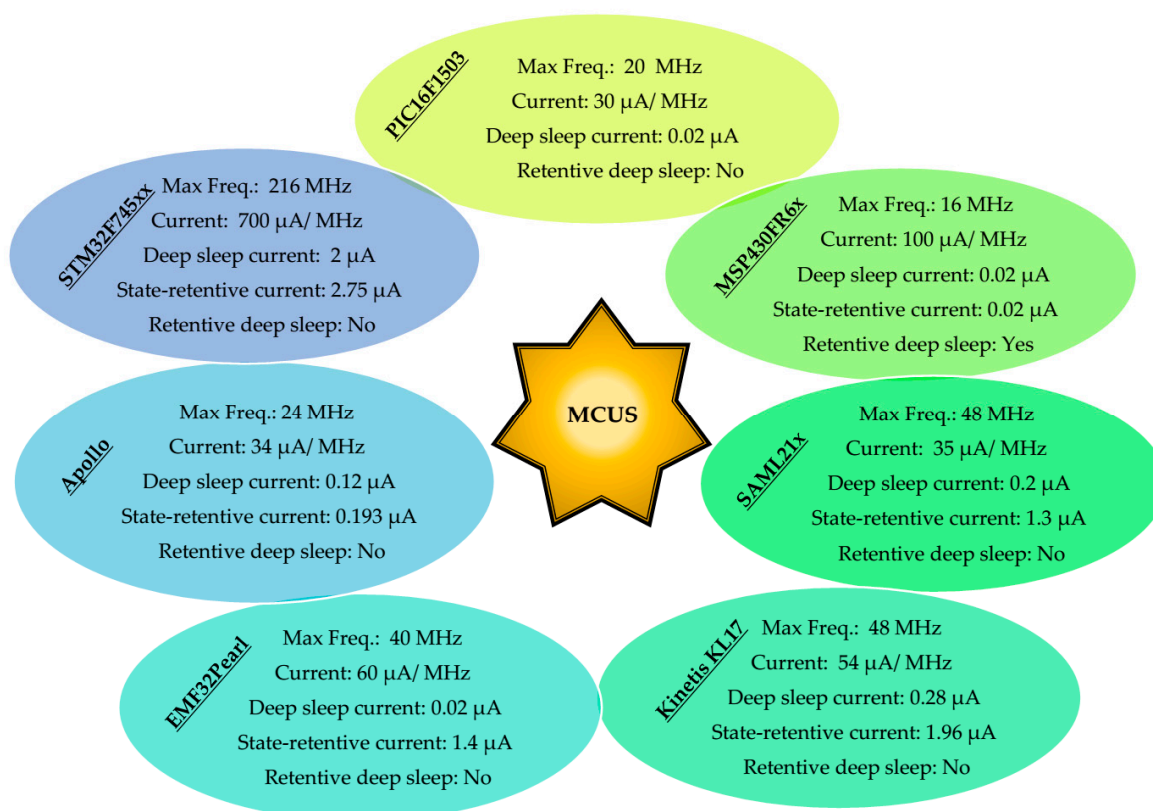 PIC16F1503
Max Freq.: 20 MHz
Current: 30 µA/ MHz
Deep sleep current: 0.02 µA
Retentive deep sleep: No
STM32F745xx
Max Freq.: 216 MHz
Current: 700 µA/ MHz
Deep sleep current: 2 µA
State-retentive current: 2.75 µA
Retentive deep sleep: No
MSP430FR6x
Max Freq.: 16 MHz
Current: 100 µA/ MHz
Deep sleep current: 0.02 µA
State-retentive current: 0.02 µA
Retentive deep sleep: Yes
MCUS
Apollo
Max Freq.: 24 MHz
Current: 34 µA/ MHz
Deep sleep current: 0.12 µA
State-retentive current: 0.193 µA
Retentive deep sleep: No
SAML21x
Max Freq.: 48 MHz
Current: 35 µA/ MHz
Deep sleep current: 0.2 µA
State-retentive current: 1.3 µA
Retentive deep sleep: No
EMF32Pearl
Max Freq.: 40 MHz
Current: 60 µA/ MHz
Deep sleep current: 0.02 µA
State-retentive current: 1.4 µA
Retentive deep sleep: No
Kinetis KL17
Max Freq.: 48 MHz
Current: 54 µA/ MHz
Deep sleep current: 0.28 µA
State-retentive current: 1.96 µA
Retentive deep sleep: No